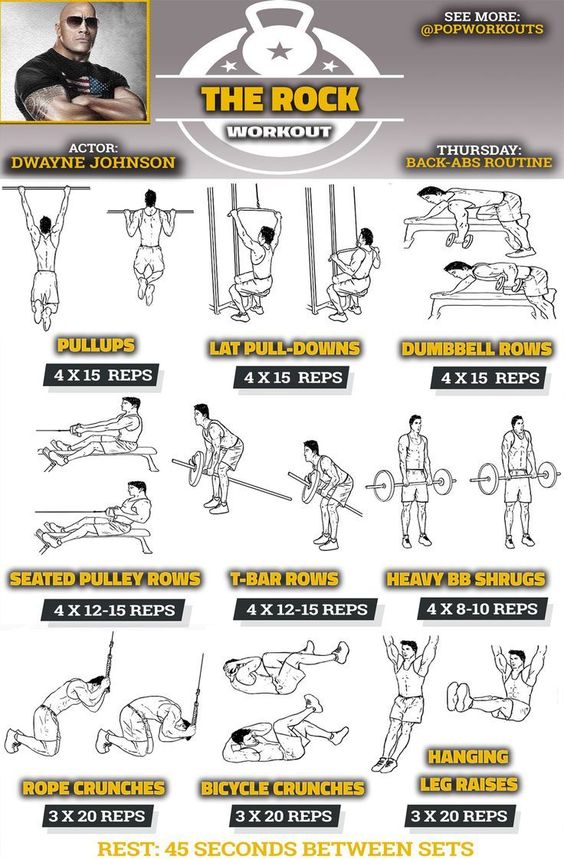 SEE MORE:
@POPWORKOUTS
THE ROCK
WORKOUT
ACTOR:
DWAYNE JOHNSON
THURSDAY:
BACK-ABS ROUTINE
PULLUPS
4 X 15 REPS
LAT PULL-DOWNS
4 X 15 REPS
DUMBBELL ROWS
4 X 15 REPS
SEATED PULLEY ROWS
4 X 12-15 REPS
T-BAR ROWS
4 X 12-15 REPS
HEAVY BB SHRUGS
4 X 8-10 REPS
ROPE CRUNCHES
3 X 20 REPS
BICYCLE CRUNCHES
3 X 20 REPS
HANGING
LEG RAISES
3 X 20 REPS
REST: 45 SECONDS BETWEEN SETS